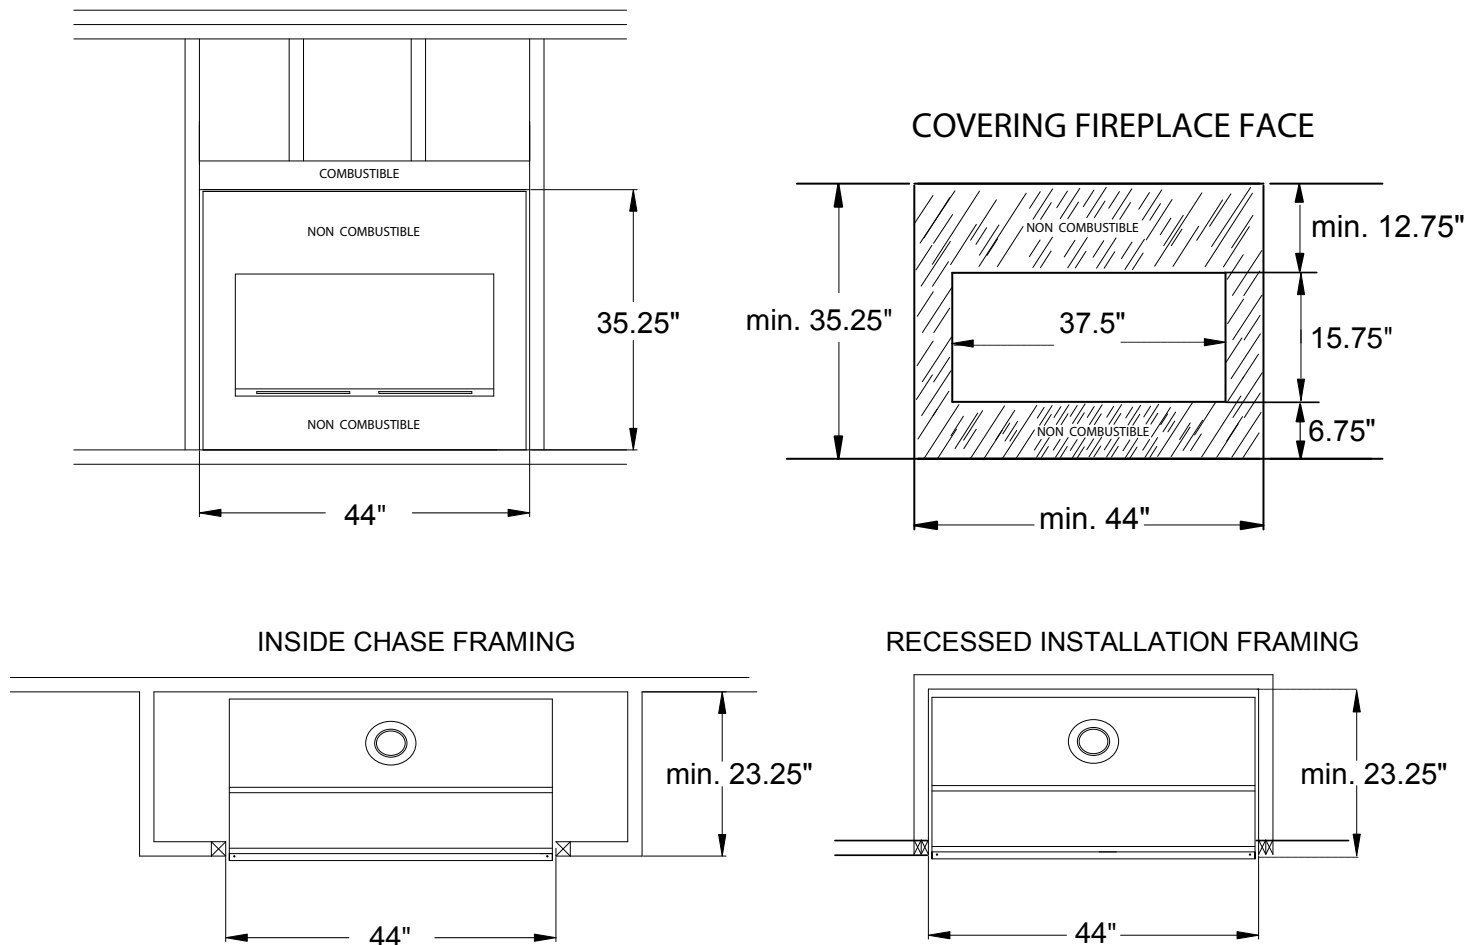 COMBUSTIBLE
NON COMBUSTIBLE
35.25"
NON COMBUSTIBLE
44"
COVERING FIREPLACE FACE
NON COMBUSTIBLE
min. 12.75"
min. 35.25"
37.5"
15.75"
NON COMBUSTIBLE
6.75"
min. 44"
INSIDE CHASE FRAMING
min. 23.25"
44"
RECESSED INSTALLATION FRAMING
min. 23.25"
44"